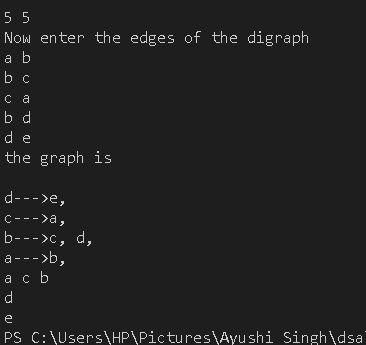 5 5
Now enter the edges of the digraph
a b
b c
c a
b d
d e
the graph is
d--->e,
c--->a,
b--->c, d,
a--->b,
a c b
d
e
PS C:\Users\HP\Pictures\Ayushi Singh\dsa